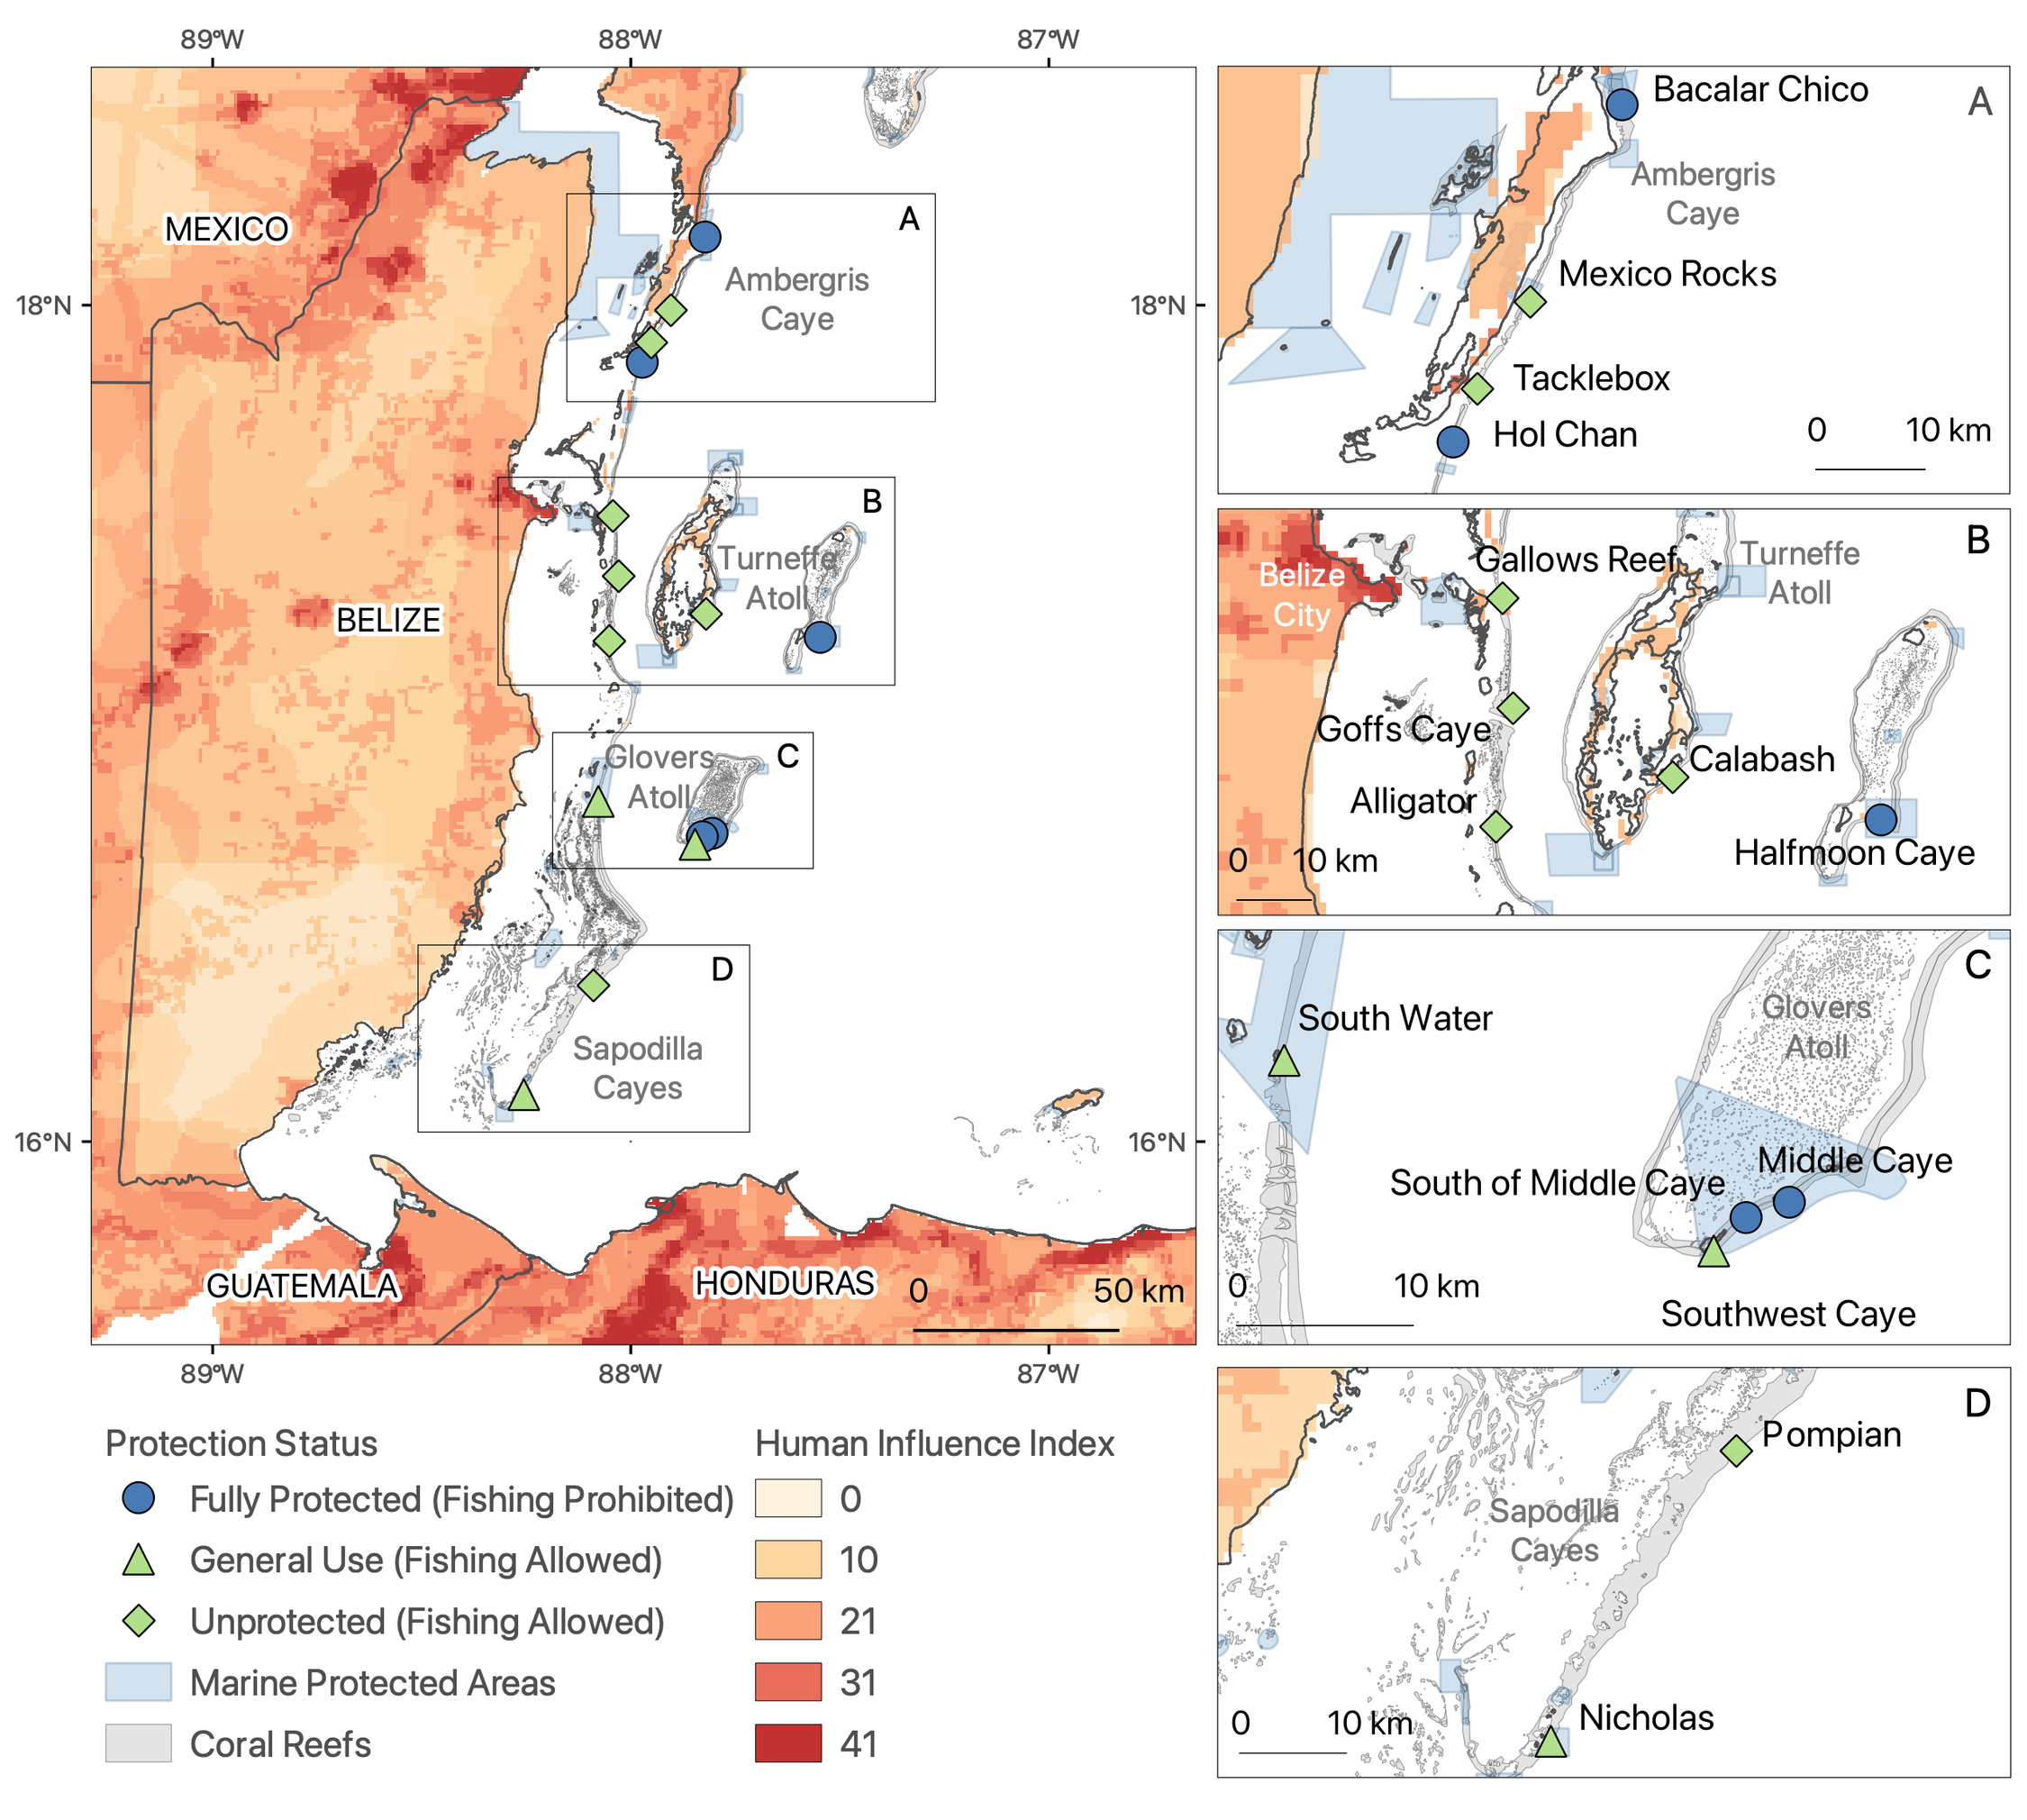 89°W
88°W
87°W
18°N
16°N
MEXICO
BELIZE
GUATEMALA
HONDURAS
A
Ambergris
Caye
B
Turneffe
Atoll
Glovers
Atoll
C
D
Sapodilla
Cayes
0
50 km
89°W
88°W
87°W
18°N
16°N
Bacalar Chico
A
Ambergris
Caye
Mexico Rocks
Tacklebox
Hol Chan
0
10 km
B
Gallows Reef
Turneffe
Atoll
Belize
City
Goffs Caye
Calabash
Alligator
Halfmoon Caye
0
10 km
C
South Water
Glovers
Atoll
Middle Caye
South of Middle Caye
Southwest Caye
0
10 km
D
Pompian
Sapodilla
Cayes
Nicholas
0
10 km
Protection Status
Fully Protected (Fishing Prohibited)
General Use (Fishing Allowed)
Unprotected (Fishing Allowed)
Marine Protected Areas
Coral Reefs
Human Influence Index
0
10
21
31
41